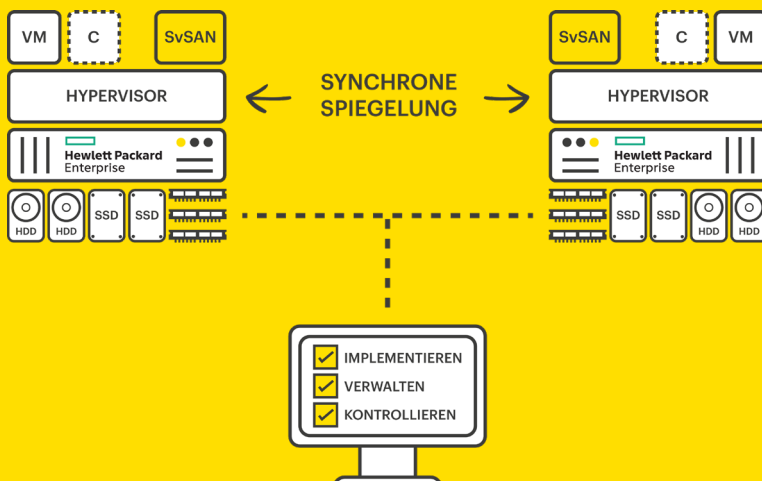 VM C SvSAN
SvSAN C VM
HYPERVISOR
SYNCHRONE
SPIEGELUNG
HYPERVISOR
Hewlett Packard
Enterprise
Hewlett Packard
Enterprise
HDD HDD SSD SSD
SSD SSD HDD HDD
IMPLEMENTIEREN
VERWALTEN
KONTROLLIEREN